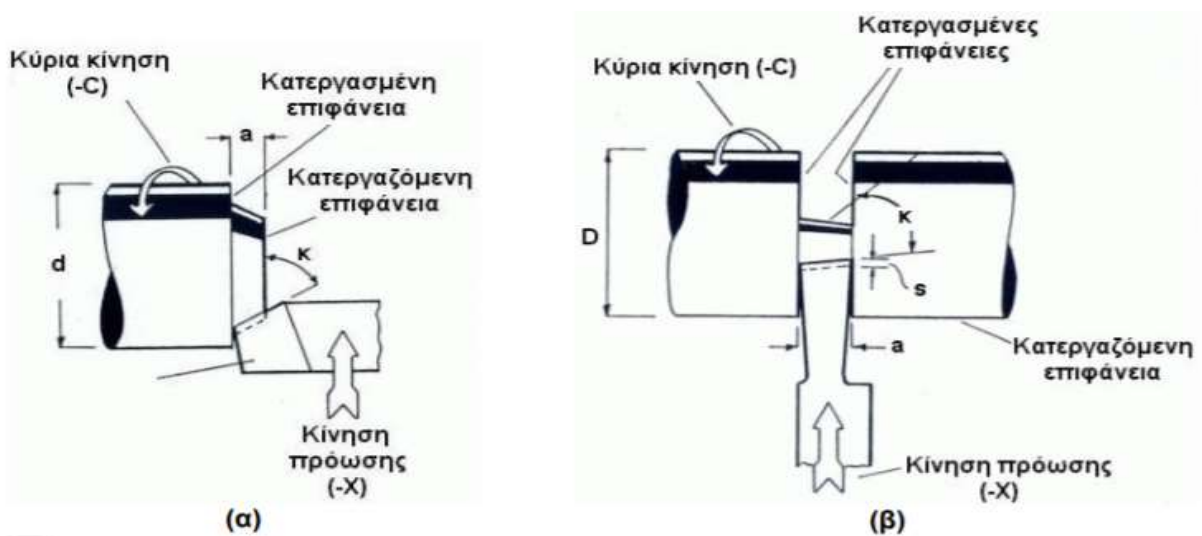 Κύρια κίνηση
(-C)
Κατεργασμένη
επιφάνεια
a
Κατεργαζόμενη
επιφάνεια
d
κ
Κίνηση
πρόωσης
(-X)
(α)
Κατεργασμένες
επιφάνειες
Κύρια κίνηση (-C)
D
κ
s
a
Κατεργαζόμενη
επιφάνεια
Κίνηση πρόωσης
(-X)
(β)